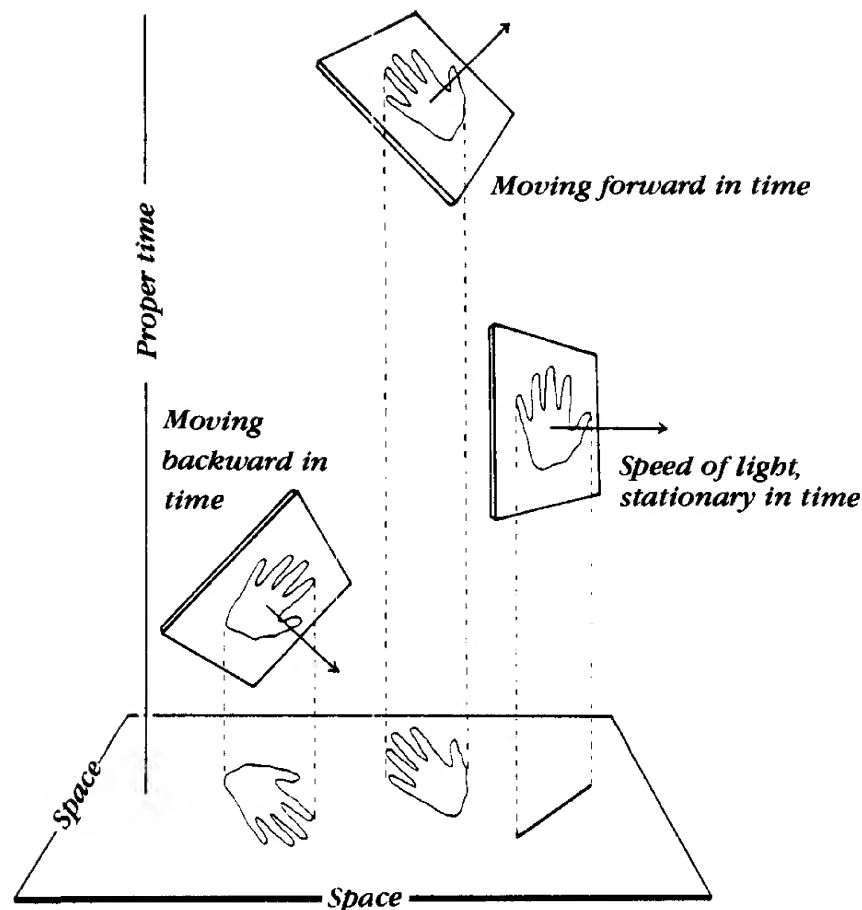 Moving forward in time
Proper time
Moving
backward in
time
Speed of light,
stationary in time
Space
Space